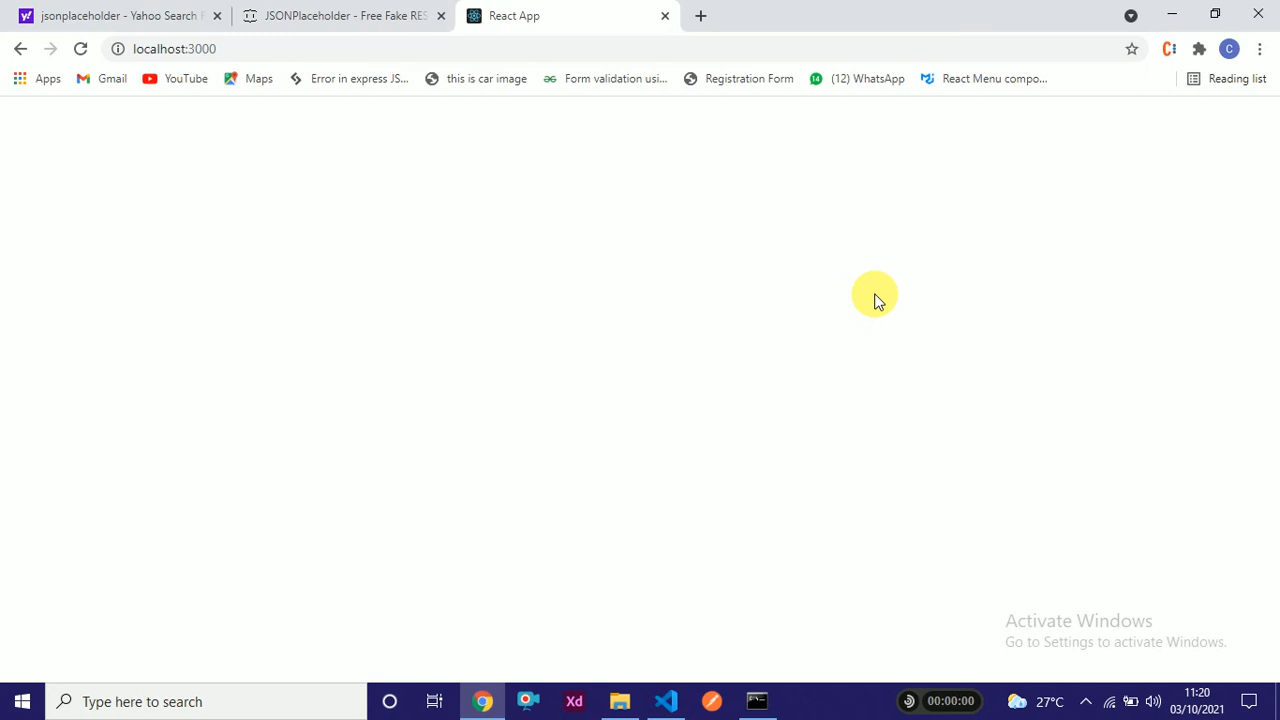 jsonplaceholder - Yahoo Search
JSONPlaceholder - Free Fake RES
React App
localhost:3000
C
Apps
Gmail
YouTube
Maps
Error in express JS...
this is car image
Form validation usi...
Registration Form
14
(12) WhatsApp
React Menu compo...
Reading list
Activate Windows
Go to Settings to activate Windows.
Type here to search
Xd
00:00:00
27°C
11:20
03/10/2021